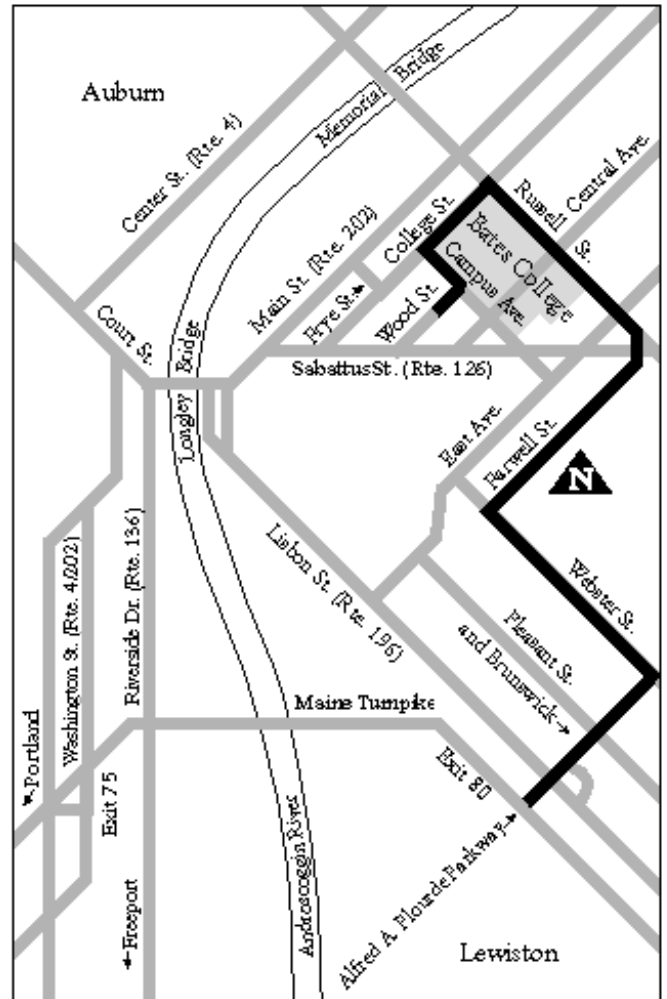 Auburn
Memorial Bridge
Center St. (Rte. 4)
Russell St.
Central Ave.
College St.
Bates College
Main St. (Rte. 202)
Campus Ave.
Frye St.
Wood St.
Court St.
Longley Bridge
Sabattus St. (Rte. 126)
East Ave.
Farwell St.
N
Lisbon St. (Rte. 196)
Webster St.
Washington St. (Rte. 4/202)
Riverside Dr. (Rte. 136)
Pleasant St.
and Brunswick
Maine Turnpike
Portland
Exit 75
Exit 80
Androscoggin River
Freeport
Alfred A. Plourde Parkway
Lewiston